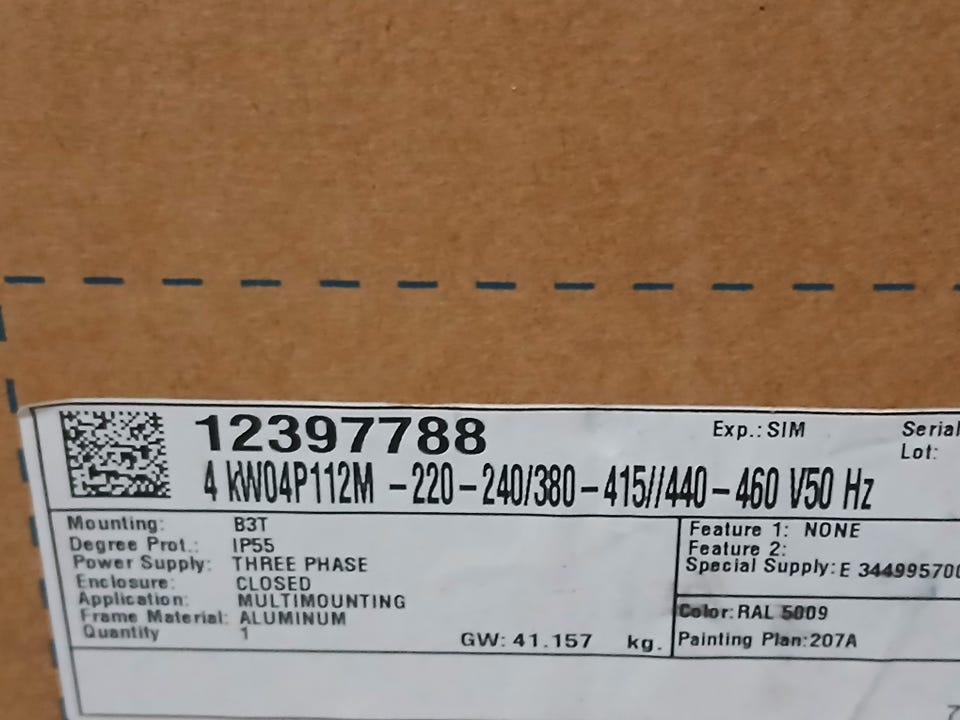 12397788
Exp.: SIM
Serial
Lot:
4 kW04P112M - 220 - 240/380 - 415//440 - 460 V50 Hz
Mounting: B3T
Degree Prot.: IP55
Power Supply: THREE PHASE
Enclosure: CLOSED
Application: MULTIMOUNTING
Frame Material: ALUMINUM
Quantity 1
GW: 41.157 kg.
Feature 1: NONE
Feature 2:
Special Supply: E 344995700
Color: RAL 5009
Painting Plan: 207A